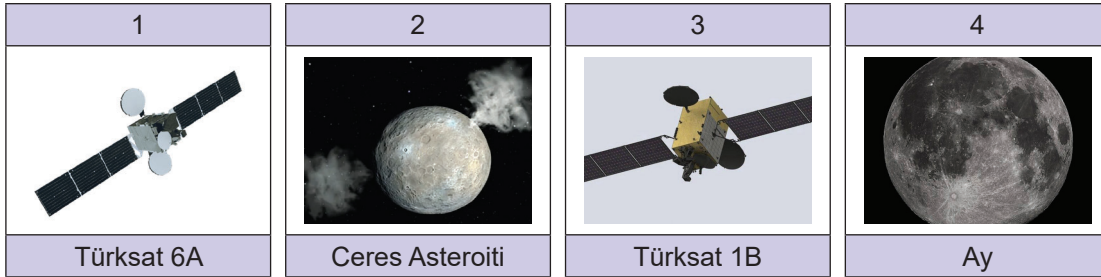 1
Türksat 6A
2
Ceres Asteroiti
3
Türksat 1B
4
Ay